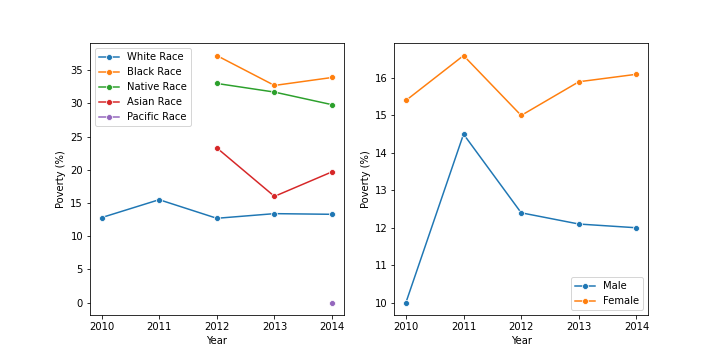 White Race
Black Race
Native Race
Asian Race
Pacific Race
35
30
25
20
15
10
5
0
Poverty (%)
2010 2011 2012 2013 2014
Year
16
15
14
13
12
11
10
Poverty (%)
Male
Female
2010 2011 2012 2013 2014
Year